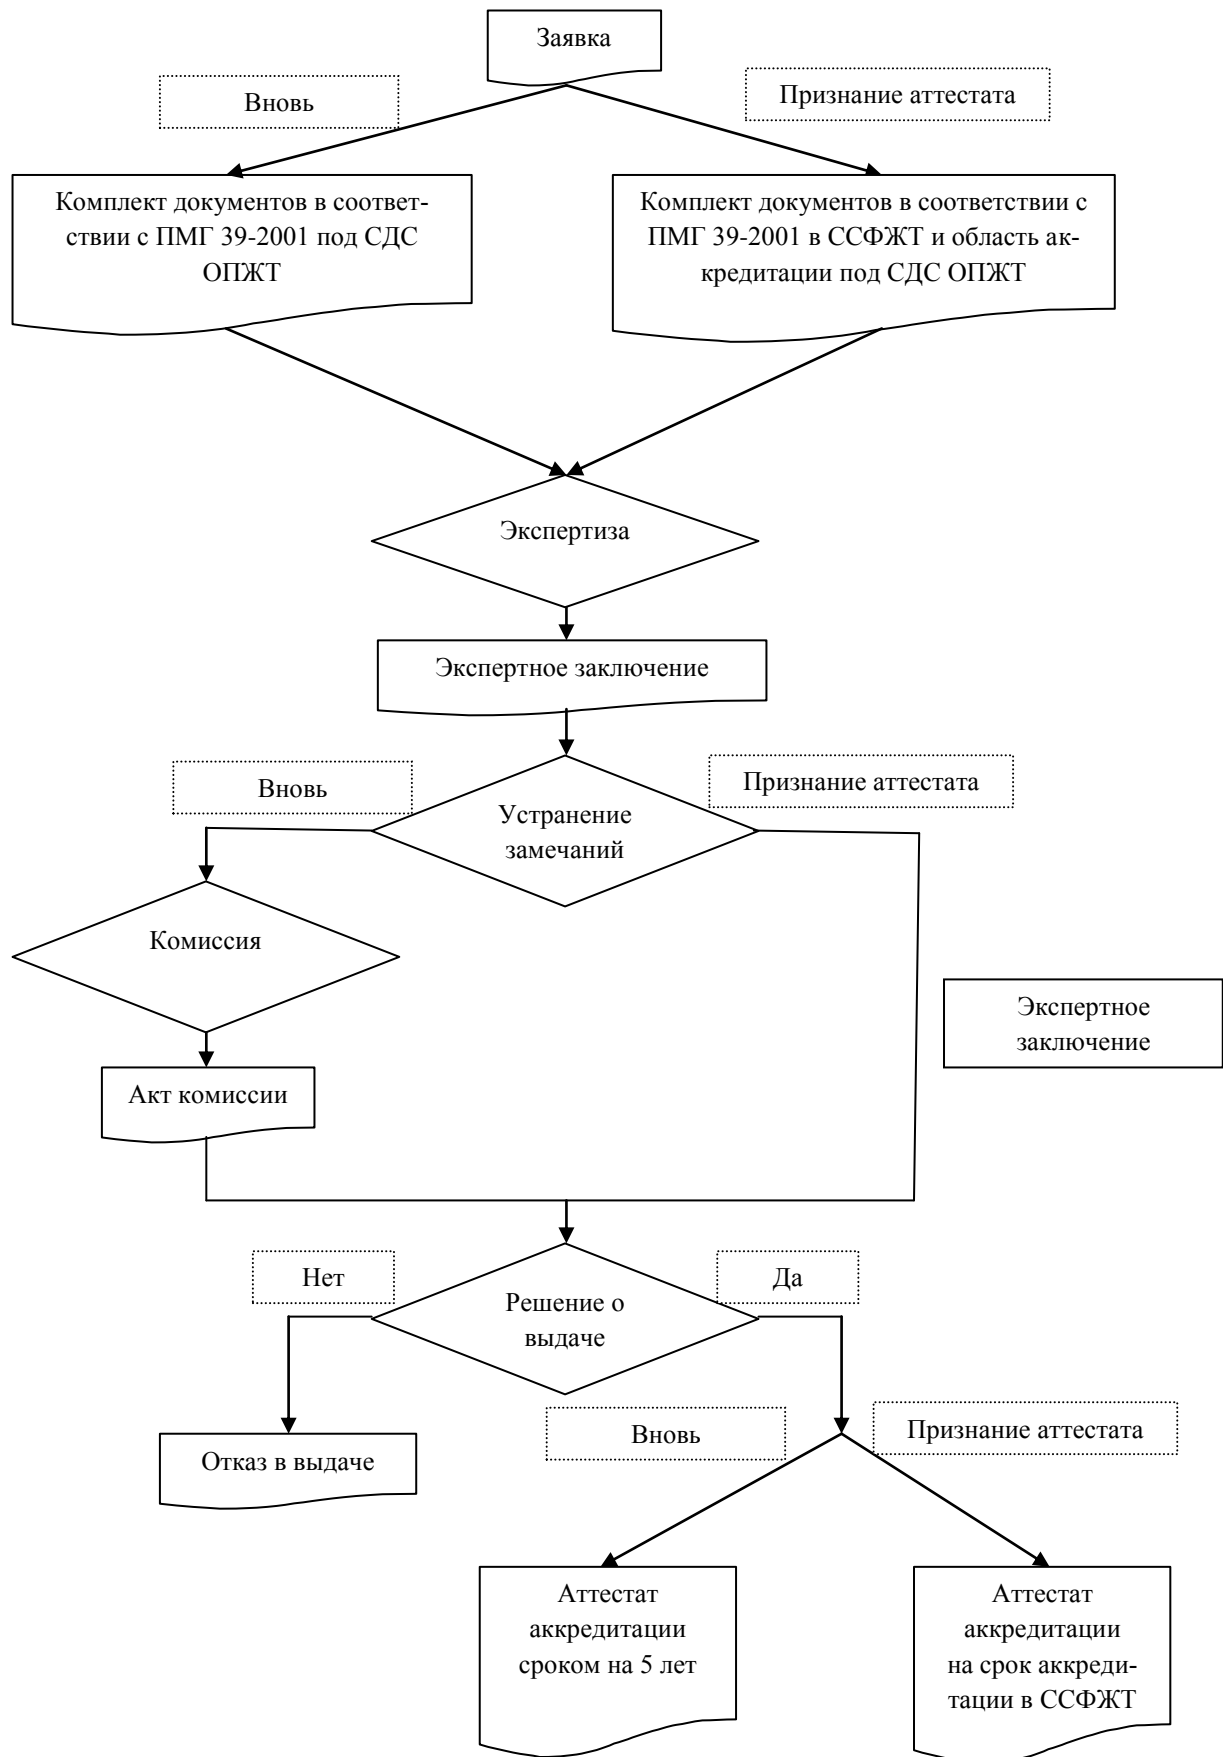 Заявка
Вновь
Признание аттестата
Комплект документов в соответ-
ствии с ПМГ 39-2001 под СДС
ОПЖТ
Комплект документов в соответствии с
ПМГ 39-2001 в ССФЖТ и область ак-
кредитации под СДС ОПЖТ
Экспертиза
Экспертное заключение
Вновь
Признание аттестата
Устранение
замечаний
Комиссия
Экспертное
заключение
Акт комиссии
Нет
Да
Решение о
выдаче
Вновь
Признание аттестата
Отказ в выдаче
Аттестат
аккредитации
сроком на 5 лет
Аттестат
аккредитации
на срок аккреди-
тации в ССФЖТ